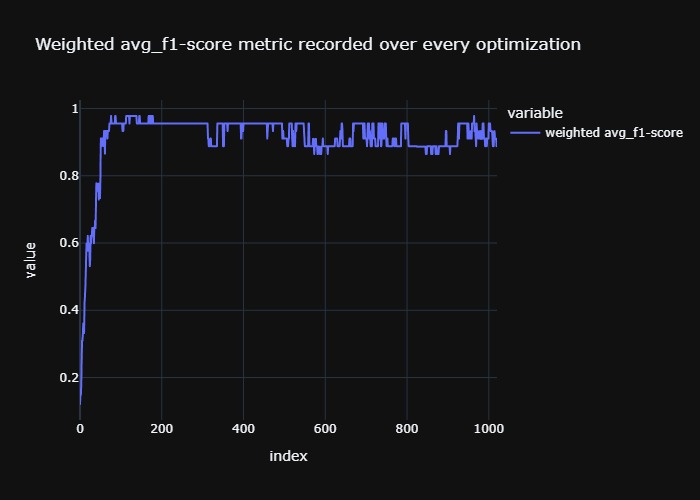 Weighted avg_f1-score metric recorded over every optimization
variable
weighted avg_f1-score
value
1
0.8
0.6
0.4
0.2
0 200 400 600 800 1000
index